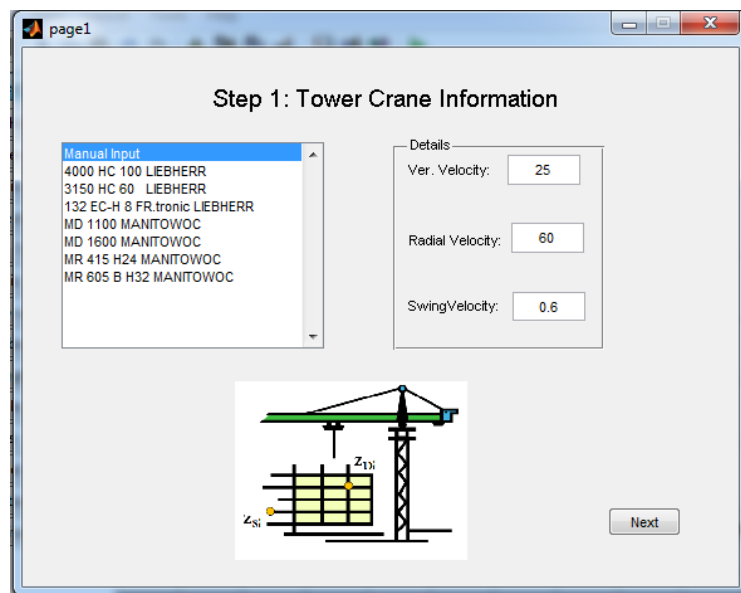 page1
Step 1: Tower Crane Information
Manual Input
4000 HC 100 LIEBHERR
3150 HC 60 LIEBHERR
132 EC-H 8 FR.tronic LIEBHERR
MD 1100 MANITOWOC
MD 1600 MANITOWOC
MR 415 H24 MANITOWOC
MR 605 B H32 MANITOWOC
Details
Ver. Velocity: 25
Radial Velocity: 60
SwingVelocity: 0.6
Z_Di
Z_Si
Next